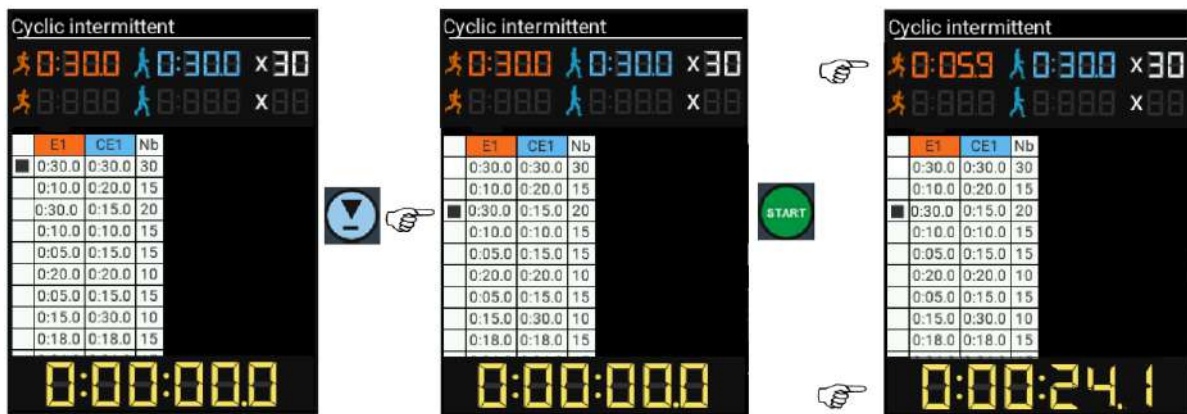 Cyclic intermittent
0:30.0 0:30.0 x30
x
E1 CE1 Nb
0:30.0 0:30.0 30
0:10.0 0:20.0 15
0:30.0 0:15.0 20
0:10.0 0:10.0 15
0:05.0 0:15.0 15
0:20.0 0:20.0 10
0:05.0 0:15.0 15
0:15.0 0:30.0 10
0:18.0 0:18.0 15
0:00:00.0
Cyclic intermittent
0:30.0 0:30.0 x30
x
E1 CE1 Nb
0:30.0 0:30.0 30
0:10.0 0:20.0 15
0:30.0 0:15.0 20
0:10.0 0:10.0 15
0:05.0 0:15.0 15
0:20.0 0:20.0 10
0:05.0 0:15.0 15
0:15.0 0:30.0 10
0:18.0 0:18.0 15
0:00:00.0
START
Cyclic intermittent
0:05.9 0:30.0 x30
x
E1 CE1 Nb
0:30.0 0:30.0 30
0:10.0 0:20.0 15
0:30.0 0:15.0 20
0:10.0 0:10.0 15
0:05.0 0:15.0 15
0:20.0 0:20.0 10
0:05.0 0:15.0 15
0:15.0 0:30.0 10
0:18.0 0:18.0 15
0:00:24.1